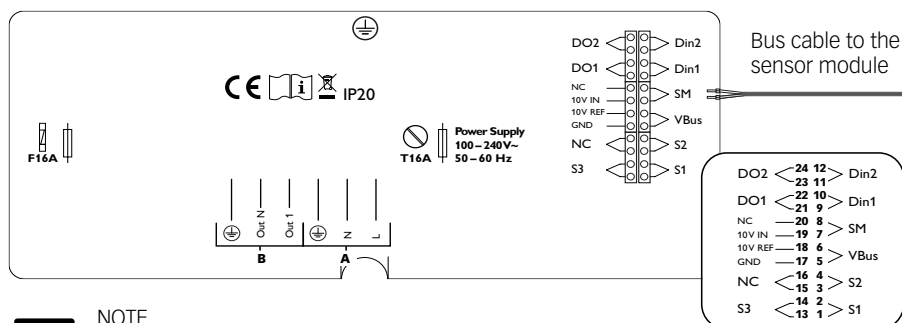 DO2 Din2
DO1 Din1
NC
10V IN SM
10V REF
GND VBus
NC S2
S3 S1
Bus cable to the
sensor module
CE i IP20
F16A
T16A
Power Supply
100 – 240V~
50 – 60 Hz
Out N Out 1 N L
B A
DO2 24 12 Din2
23 11
DO1 22 10 Din1
21 9
NC 20 8 SM
10V IN 19 7
10V REF 18 6 VBus
GND 17 5
NC 16 4 S2
15 3
S3 14 2 S1
13 1
NOTE